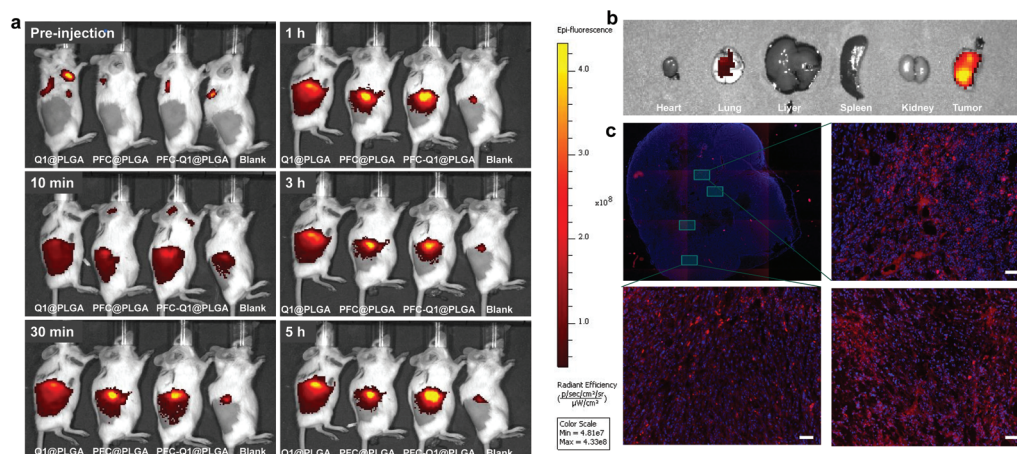 a
Pre-injection
Q1@PLGA PFC@PLGA PFC-Q1@PLGA Blank
1 h
Q1@PLGA PFC@PLGA PFC-Q1@PLGA Blank
10 min
Q1@PLGA PFC@PLGA PFC-Q1@PLGA Blank
3 h
Q1@PLGA PFC@PLGA PFC-Q1@PLGA Blank
30 min
Q1@PLGA PFC@PLGA PFC-Q1@PLGA Blank
5 h
Q1@PLGA PFC@PLGA PFC-Q1@PLGA Blank
Epi-fluorescence
4.0
3.0
x10⁸
2.0
1.0
Radiant Efficiency
(p/sec/cm²/sr / µW/cm²)
Color Scale
Min = 4.81e7
Max = 4.33e8
b
Heart Lung Liver Spleen Kidney Tumor
c